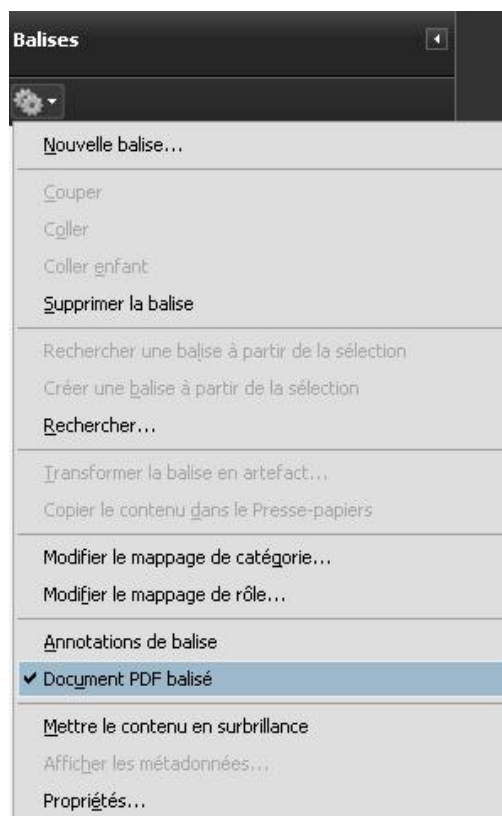 Balises
Nouvelle balise...
Couper
Coller
Coller enfant
Supprimer la balise
Rechercher une balise à partir de la sélection
Créer une balise à partir de la sélection
Rechercher...
Transformer la balise en artefact...
Copier le contenu dans le Presse-papiers
Modifier le mappage de catégorie...
Modifier le mappage de rôle...
Annotations de balise
Document PDF balisé
Mettre le contenu en surbrillance
Afficher les métadonnées...
Propriétés...